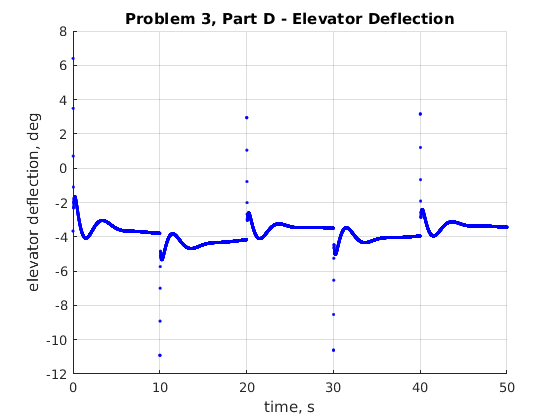 Problem 3, Part D - Elevator Deflection
8
6
4
2
0
-2
-4
-6
-8
-10
-12
elevator deflection, deg
0 10 20 30 40 50
time, s